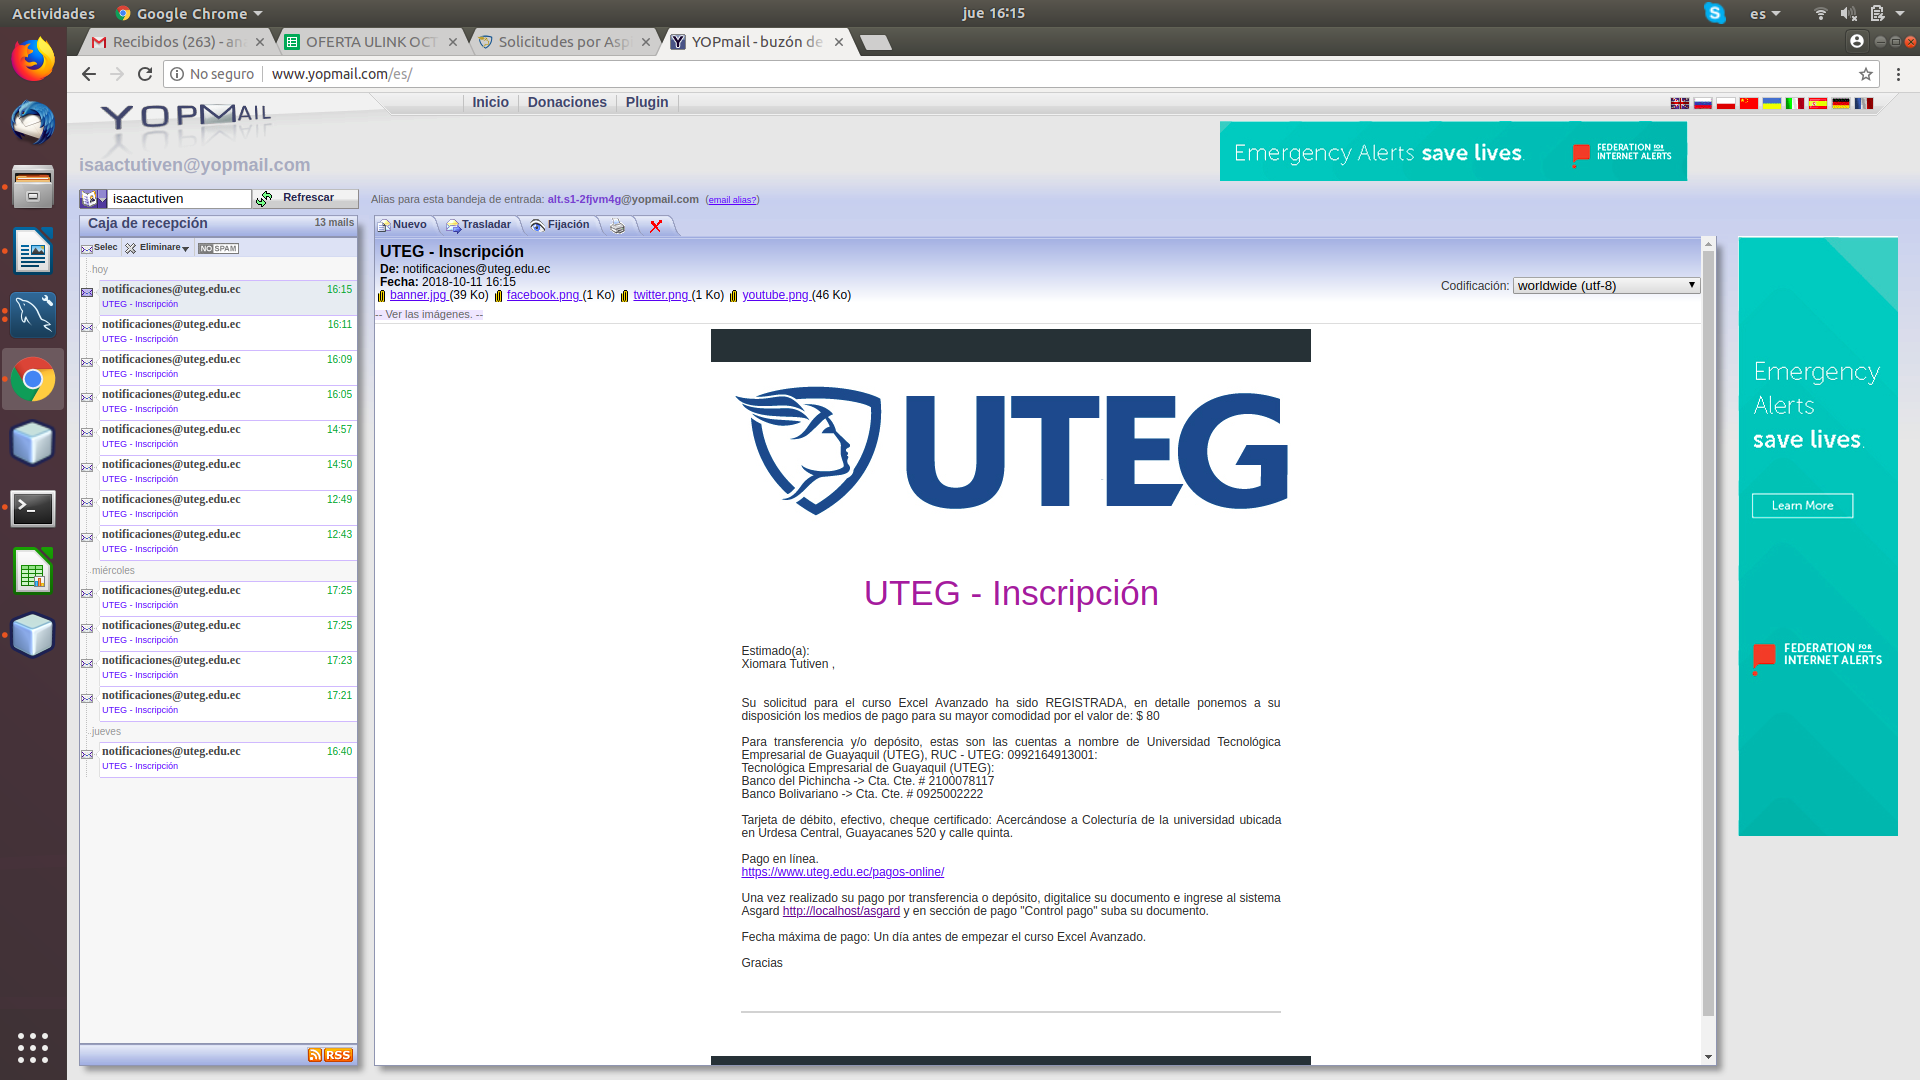 Actividades
Google Chrome
jue 16:15
es
Recibidos (263) - an
OFERTA ULINK OCT
Solicitudes por Asp
YOPmail - buzón de
No seguro
www.yopmail.com/es/
YOPMAIL
Inicio
Donaciones
Plugin
isaactutiven@yopmail.com
Emergency Alerts save lives.
FEDERATION FOR
INTERNET ALERTS
isaactutiven
Refrescar
Alias para esta bandeja de entrada: alt.s1-2fjvm4g@yopmail.com (email alias?)
Caja de recepción
13 mails
Selec
Eliminare
NO SPAM
hoy
notificaciones@uteg.edu.ec 16:15
UTEG - Inscripción
notificaciones@uteg.edu.ec 16:11
UTEG - Inscripción
notificaciones@uteg.edu.ec 16:09
UTEG - Inscripción
notificaciones@uteg.edu.ec 16:05
UTEG - Inscripción
notificaciones@uteg.edu.ec 14:57
UTEG - Inscripción
notificaciones@uteg.edu.ec 14:50
UTEG - Inscripción
notificaciones@uteg.edu.ec 12:49
UTEG - Inscripción
notificaciones@uteg.edu.ec 12:43
UTEG - Inscripción
miércoles
notificaciones@uteg.edu.ec 17:25
UTEG - Inscripción
notificaciones@uteg.edu.ec 17:25
UTEG - Inscripción
notificaciones@uteg.edu.ec 17:23
UTEG - Inscripción
notificaciones@uteg.edu.ec 17:21
UTEG - Inscripción
jueves
notificaciones@uteg.edu.ec 16:40
UTEG - Inscripción
RSS
Nuevo
Trasladar
Fijación
UTEG - Inscripción
De: notificaciones@uteg.edu.ec
Fecha: 2018-10-11 16:15
banner.jpg (39 Ko) facebook.png (1 Ko) twitter.png (1 Ko) youtube.png (46 Ko)
Codificación: worldwide (utf-8)
-- Ver las imágenes. --
UTEG
UTEG - Inscripción
Estimado(a):
Xiomara Tutiven ,
Su solicitud para el curso Excel Avanzado ha sido REGISTRADA, en detalle ponemos a su
disposición los medios de pago para su mayor comodidad por el valor de: $ 80
Para transferencia y/o depósito, estas son las cuentas a nombre de Universidad Tecnológica
Empresarial de Guayaquil (UTEG), RUC - UTEG: 0992164913001:
Tecnológica Empresarial de Guayaquil (UTEG):
Banco del Pichincha -> Cta. Cte. # 2100078117
Banco Bolivariano -> Cta. Cte. # 0925002222
Tarjeta de débito, efectivo, cheque certificado: Acercándose a Colecturía de la universidad ubicada
en Urdesa Central, Guayacanes 520 y calle quinta.
Pago en línea.
https://www.uteg.edu.ec/pagos-online/
Una vez realizado su pago por transferencia o depósito, digitalice su documento e ingrese al sistema
Asgard http://localhost/asgard y en sección de pago "Control pago" suba su documento.
Fecha máxima de pago: Un día antes de empezar el curso Excel Avanzado.
Gracias
Emergency
Alerts
save lives.
Learn More
FEDERATION FOR
INTERNET ALERTS